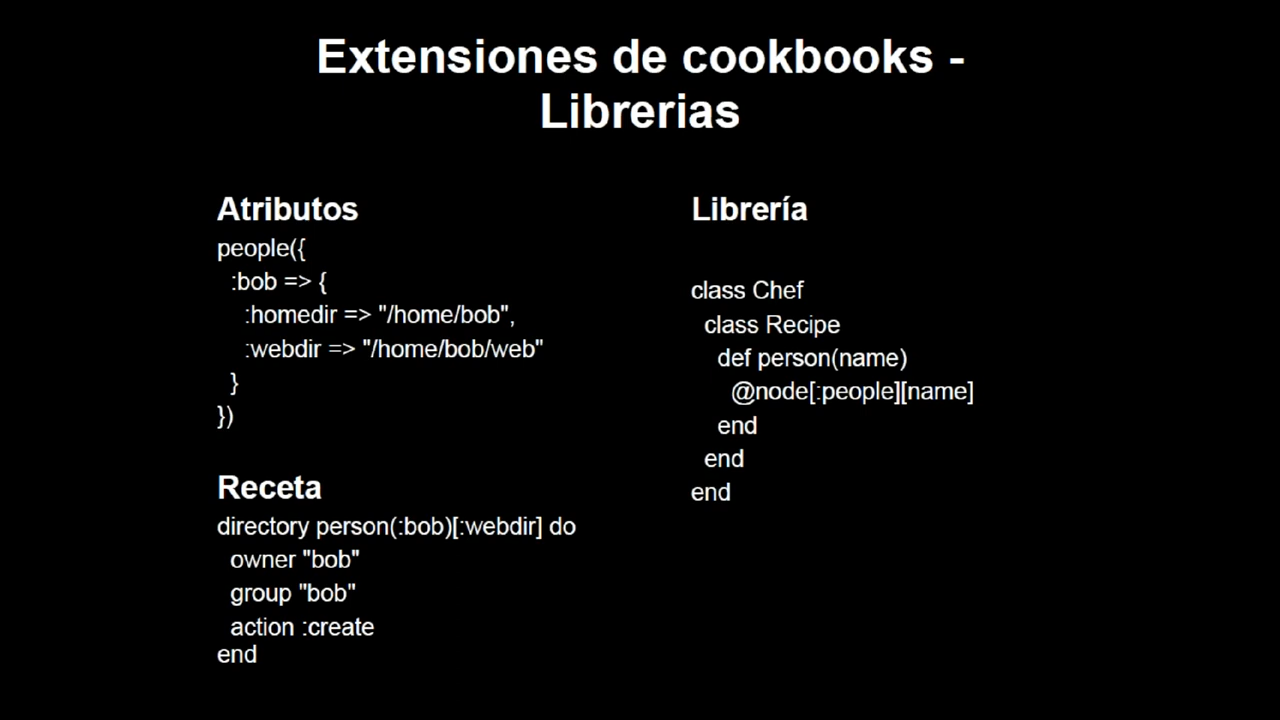 Extensiones de cookbooks -
Librerias
Atributos
people({
:bob => {
:homedir => "/home/bob",
:webdir => "/home/bob/web"
}
})
Receta
directory person(:bob)[:webdir] do
owner "bob"
group "bob"
action :create
end
Librería
class Chef
class Recipe
def person(name)
@node[:people][name]
end
end
end